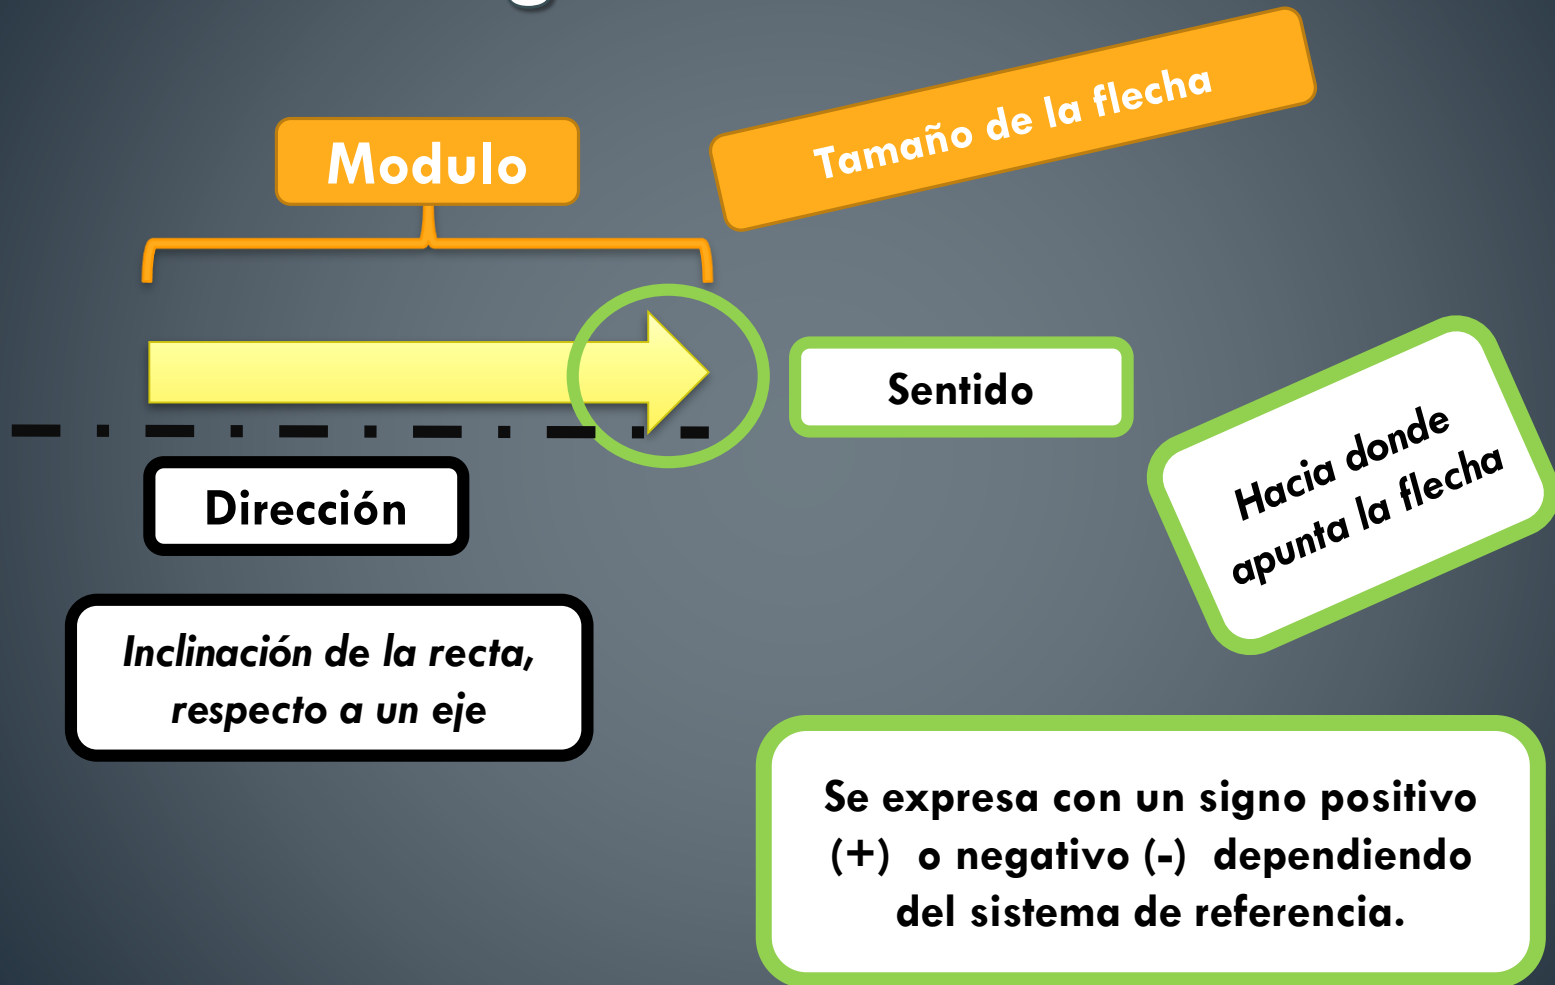 Tamaño de la flecha
Modulo
Sentido
Hacia donde
apunta la flecha
Dirección
Inclinación de la recta,
respecto a un eje
Se expresa con un signo positivo
(+) o negativo (-) dependiendo
del sistema de referencia.